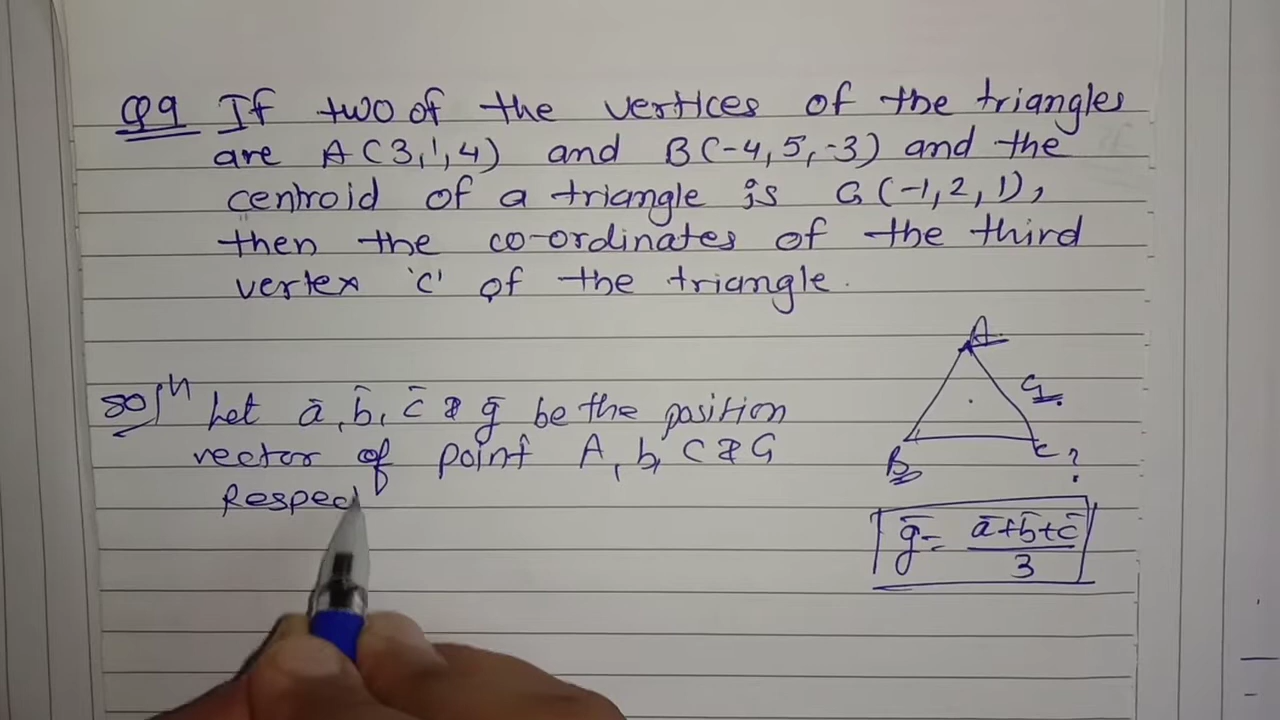 Q9 If two of the vertices of the triangles
are A(3,1,4) and B(-4,5,-3) and the
centroid of a triangle is G(-1,2,1),
then the co-ordinates of the third
vertex 'c' of the triangle.
A
G
B
C ?
Solⁿ Let ā, b̄, c̄ & ḡ be the position
vector of point A, b, C & G
Respec
ḡ = ā+b̄+c̄
3